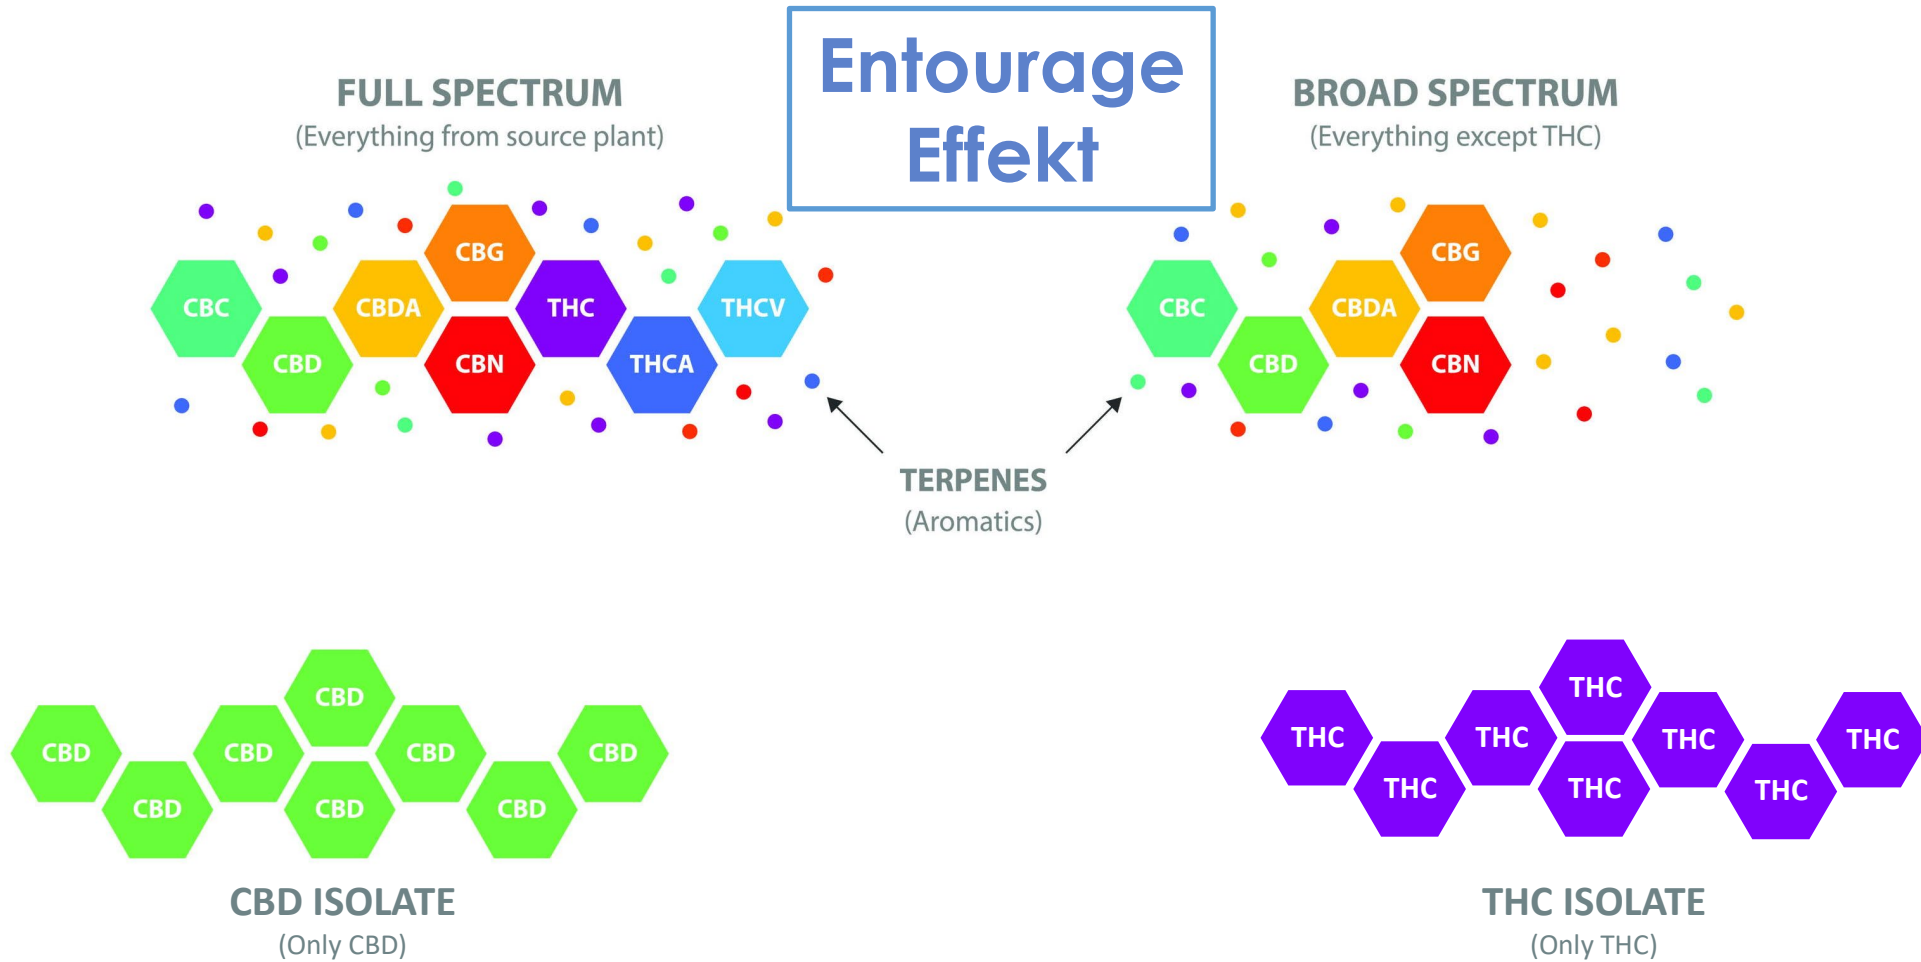 Entourage
Effekt
FULL SPECTRUM
(Everything from source plant)
CBC
CBD
CBDA
CBG
CBN
THC
THCA
THCV
BROAD SPECTRUM
(Everything except THC)
CBC
CBD
CBDA
CBG
CBN
TERPENES
(Aromatics)
CBD
CBD
CBD
CBD
CBD
CBD
CBD
CBD
CBD ISOLATE
(Only CBD)
THC
THC
THC
THC
THC
THC
THC
THC
THC ISOLATE
(Only THC)